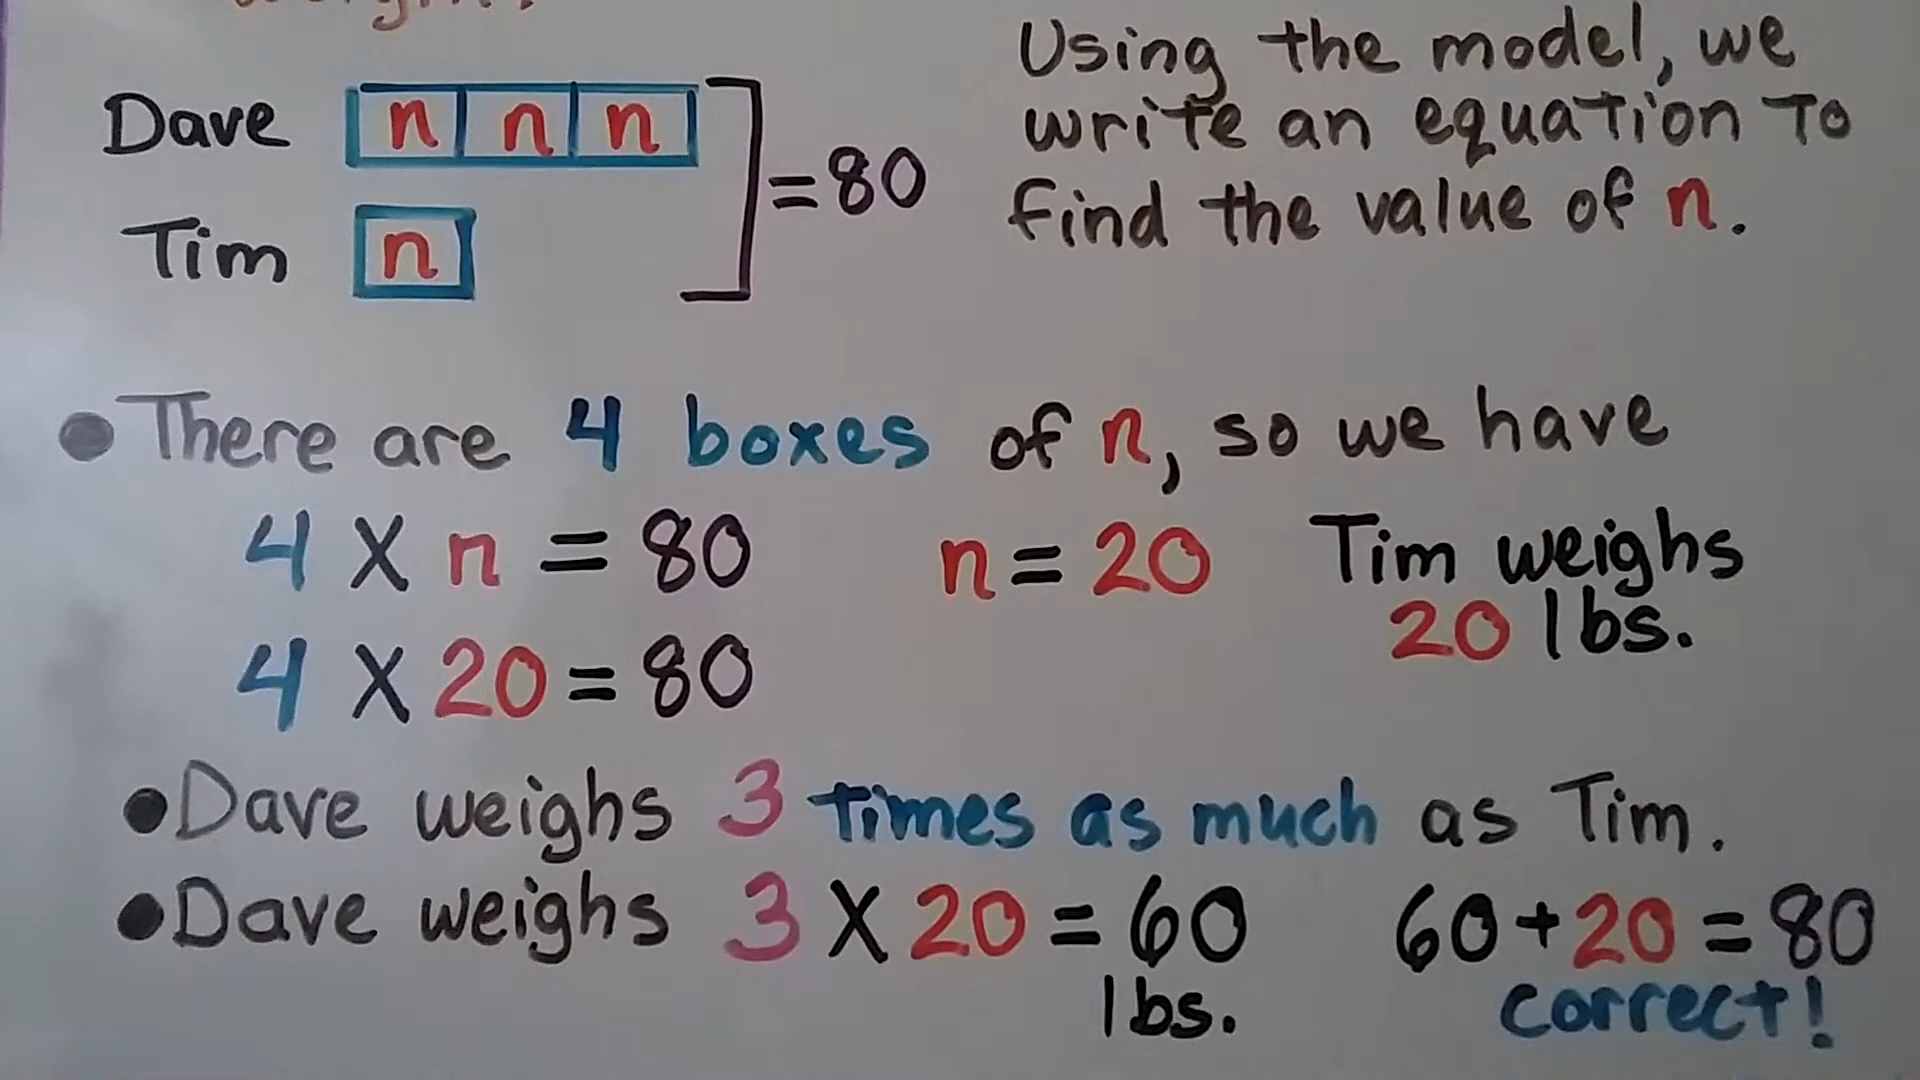 Using the model, we
write an equation to
find the value of n.
Dave n n n
Tim n
=80
• There are 4 boxes of n, so we have
4 X n = 80
n = 20
Tim weighs
20 lbs.
4 X 20 = 80
• Dave weighs 3 times as much as Tim.
• Dave weighs 3 X 20 = 60
lbs.
60+20=80
correct!